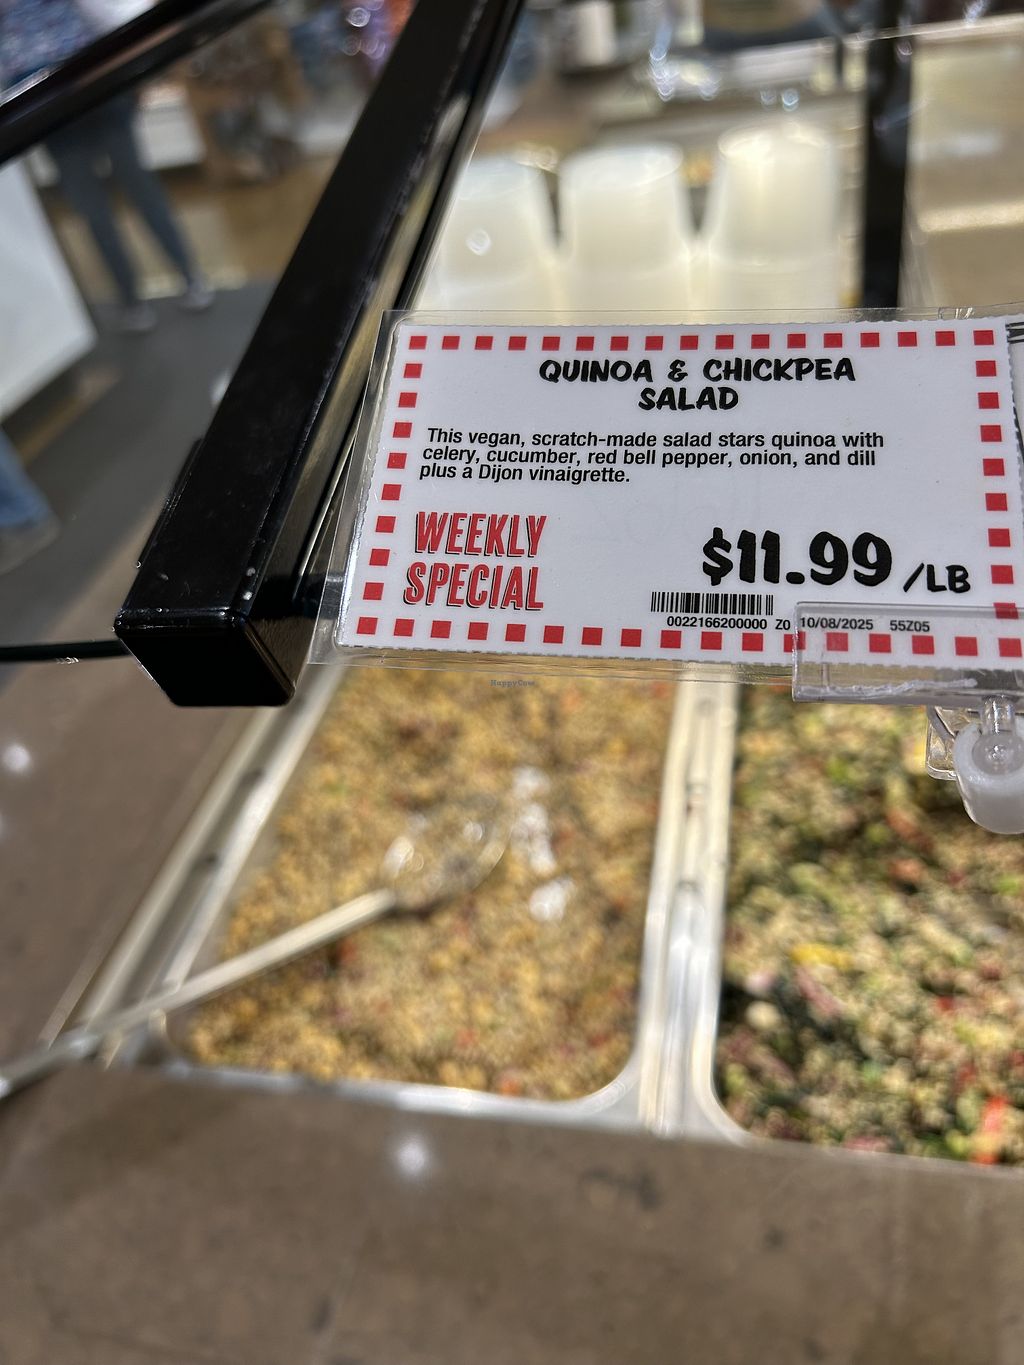 QUINOA & CHICKPEA
SALAD
This vegan, scratch-made salad stars quinoa with
celery, cucumber, red bell pepper, onion, and dill
plus a Dijon vinaigrette.
WEEKLY
SPECIAL
$11.99 /LB
0022166200000 Z0 10/08/2025 55Z05
HappyCow